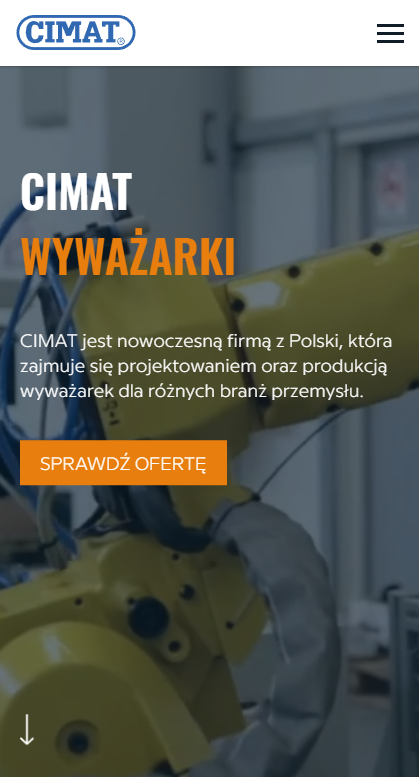 CIMAT
CIMAT
WYWAŻARKI
CIMAT jest nowoczesną firmą z Polski, która
zajmuje się projektowaniem oraz produkcją
wyważarek dla różnych branż przemysłu.
SPRAWDŹ OFERTĘ